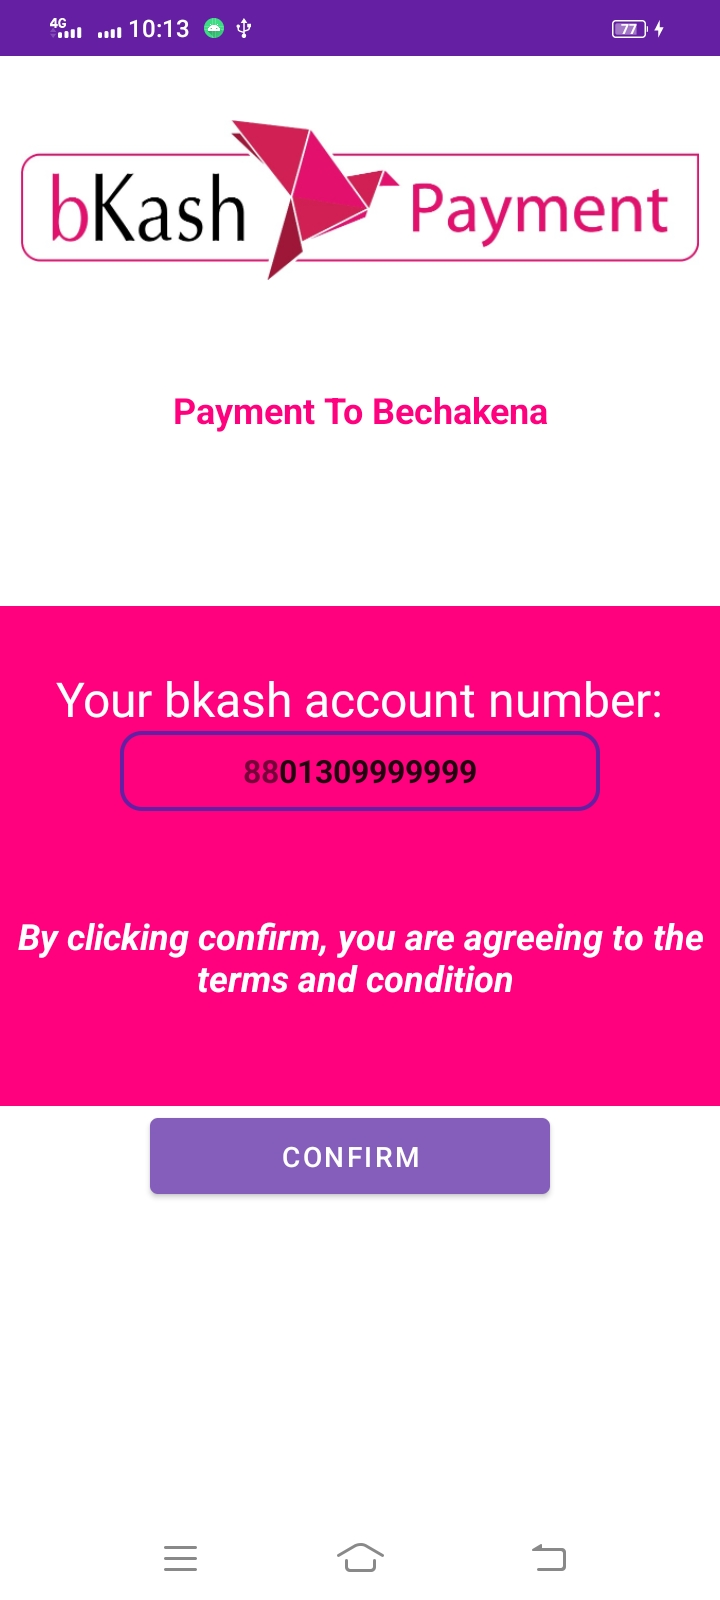 4G 10:13 77
bKash Payment
Payment To Bechakena
Your bkash account number:
8801309999999
By clicking confirm, you are agreeing to the
terms and condition
CONFIRM